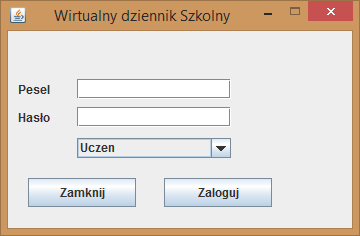 Wirtualny dziennik Szkolny
Pesel
Hasło
Uczen
Zamknij Zaloguj